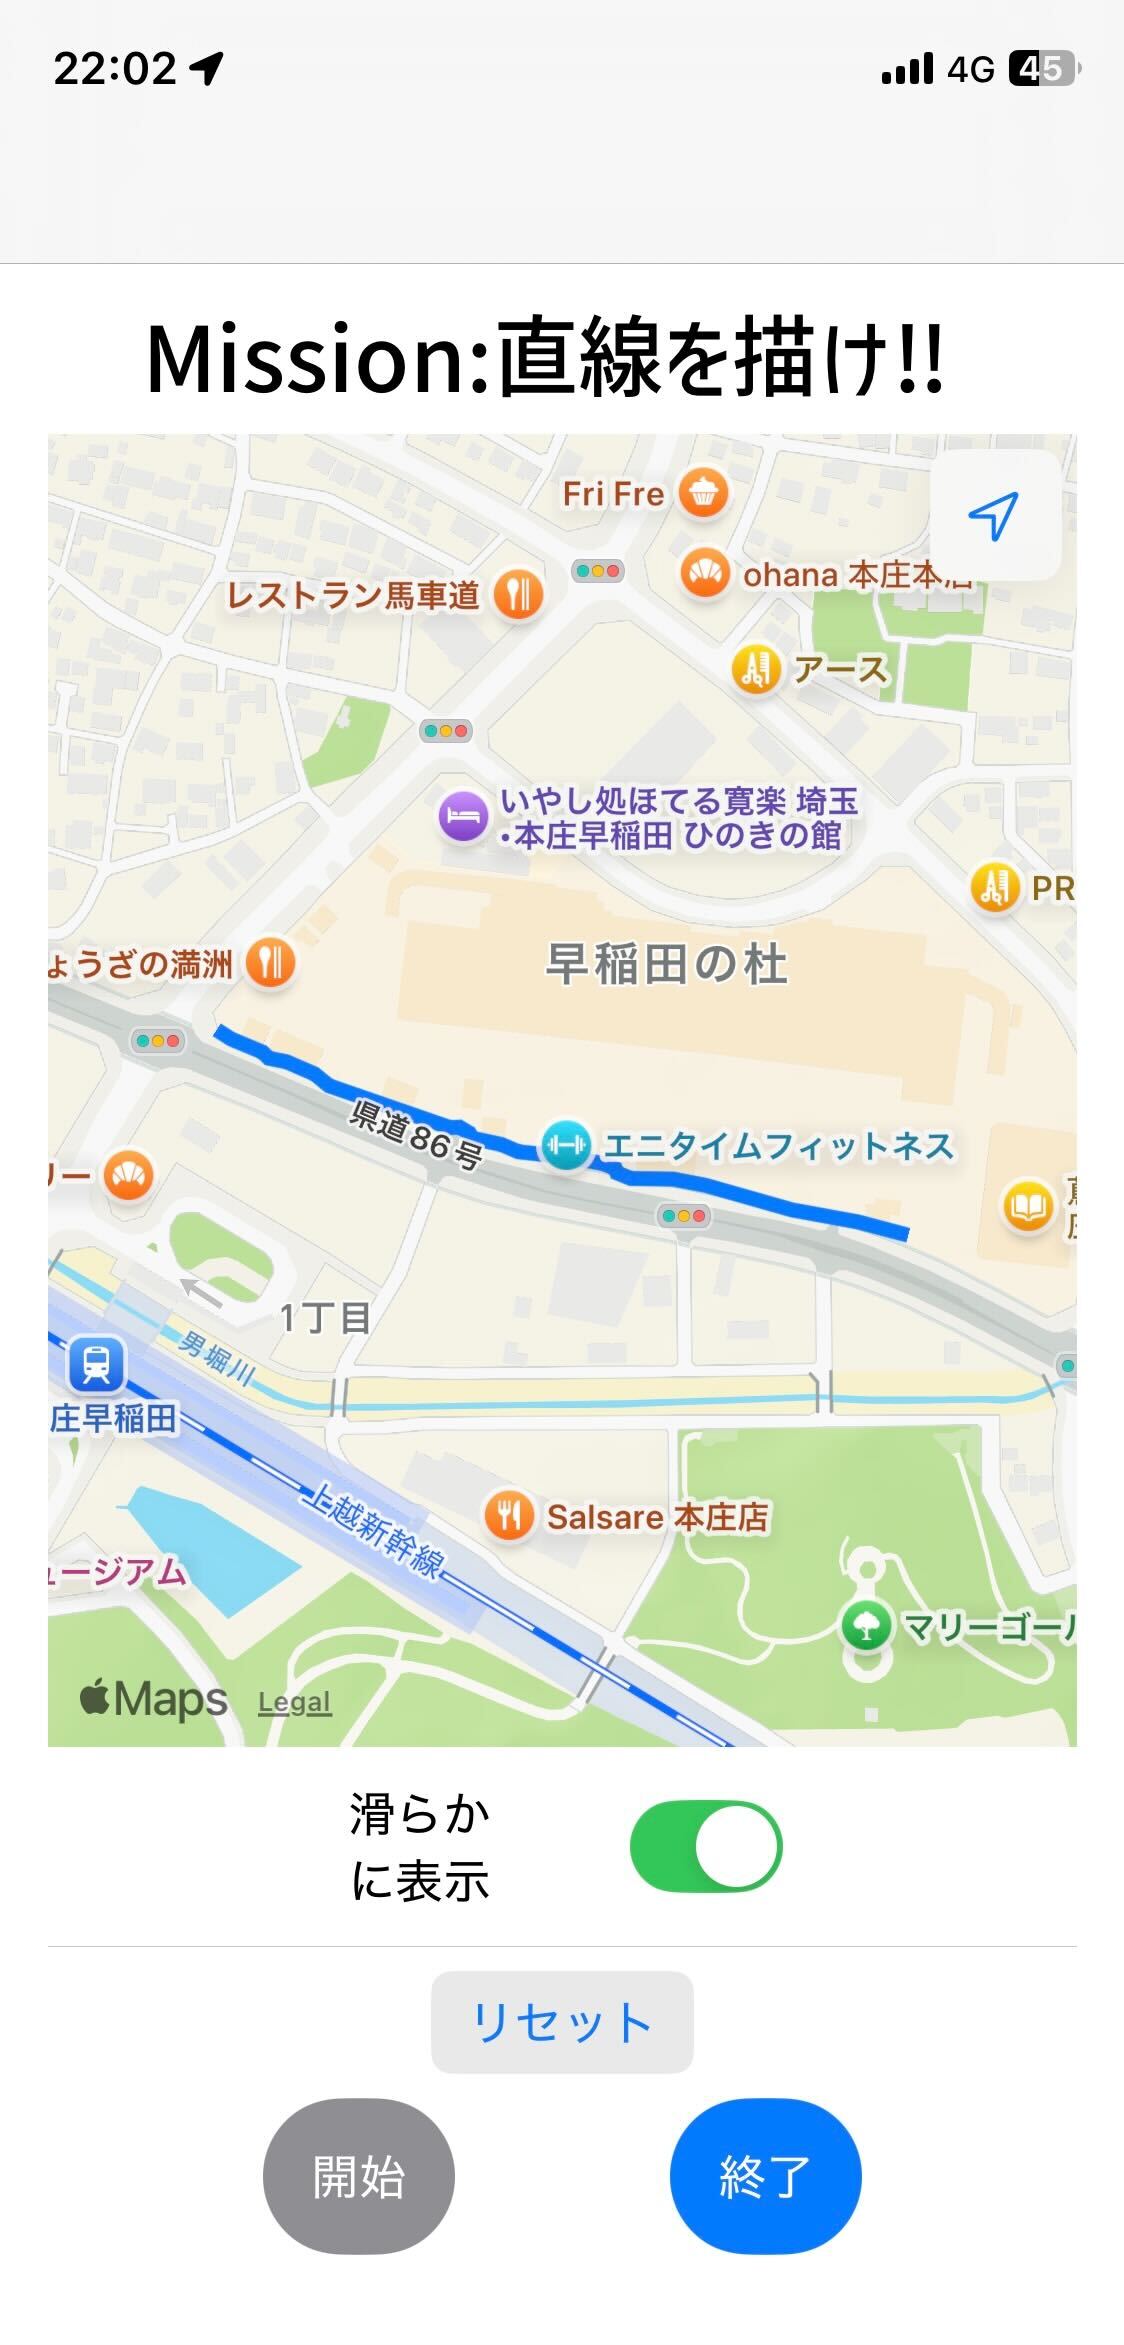 22:02
4G 45
Mission:直線を描け!!
Fri Fre
ohana 本庄本店
レストラン馬車道
アース
いやし処ほてる寛楽 埼玉
・本庄早稲田 ひのきの館
PR
ょうざの満洲
早稲田の杜
県道86号
エニタイムフィットネス
リー
1丁目
男堀川
庄早稲田
上越新幹線
Salsare 本庄店
ュージアム
マリーゴール
Maps
Legal
滑らか
に表示
リセット
開始
終了